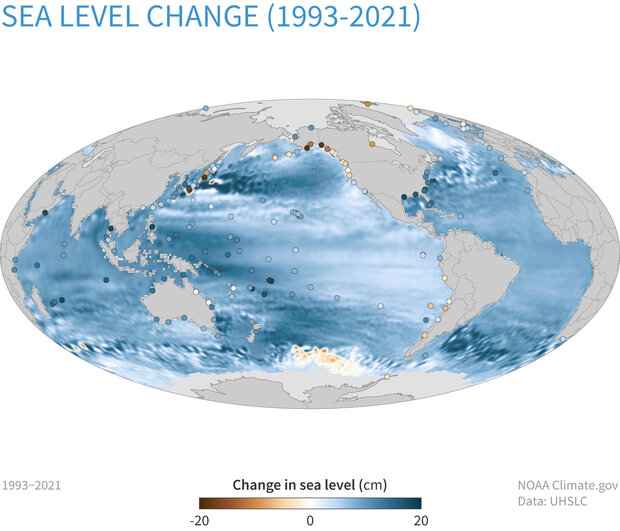 SEA LEVEL CHANGE (1993-2021)
1993–2021
Change in sea level (cm)
-20
0
20
NOAA Climate.gov
Data: UHSLC